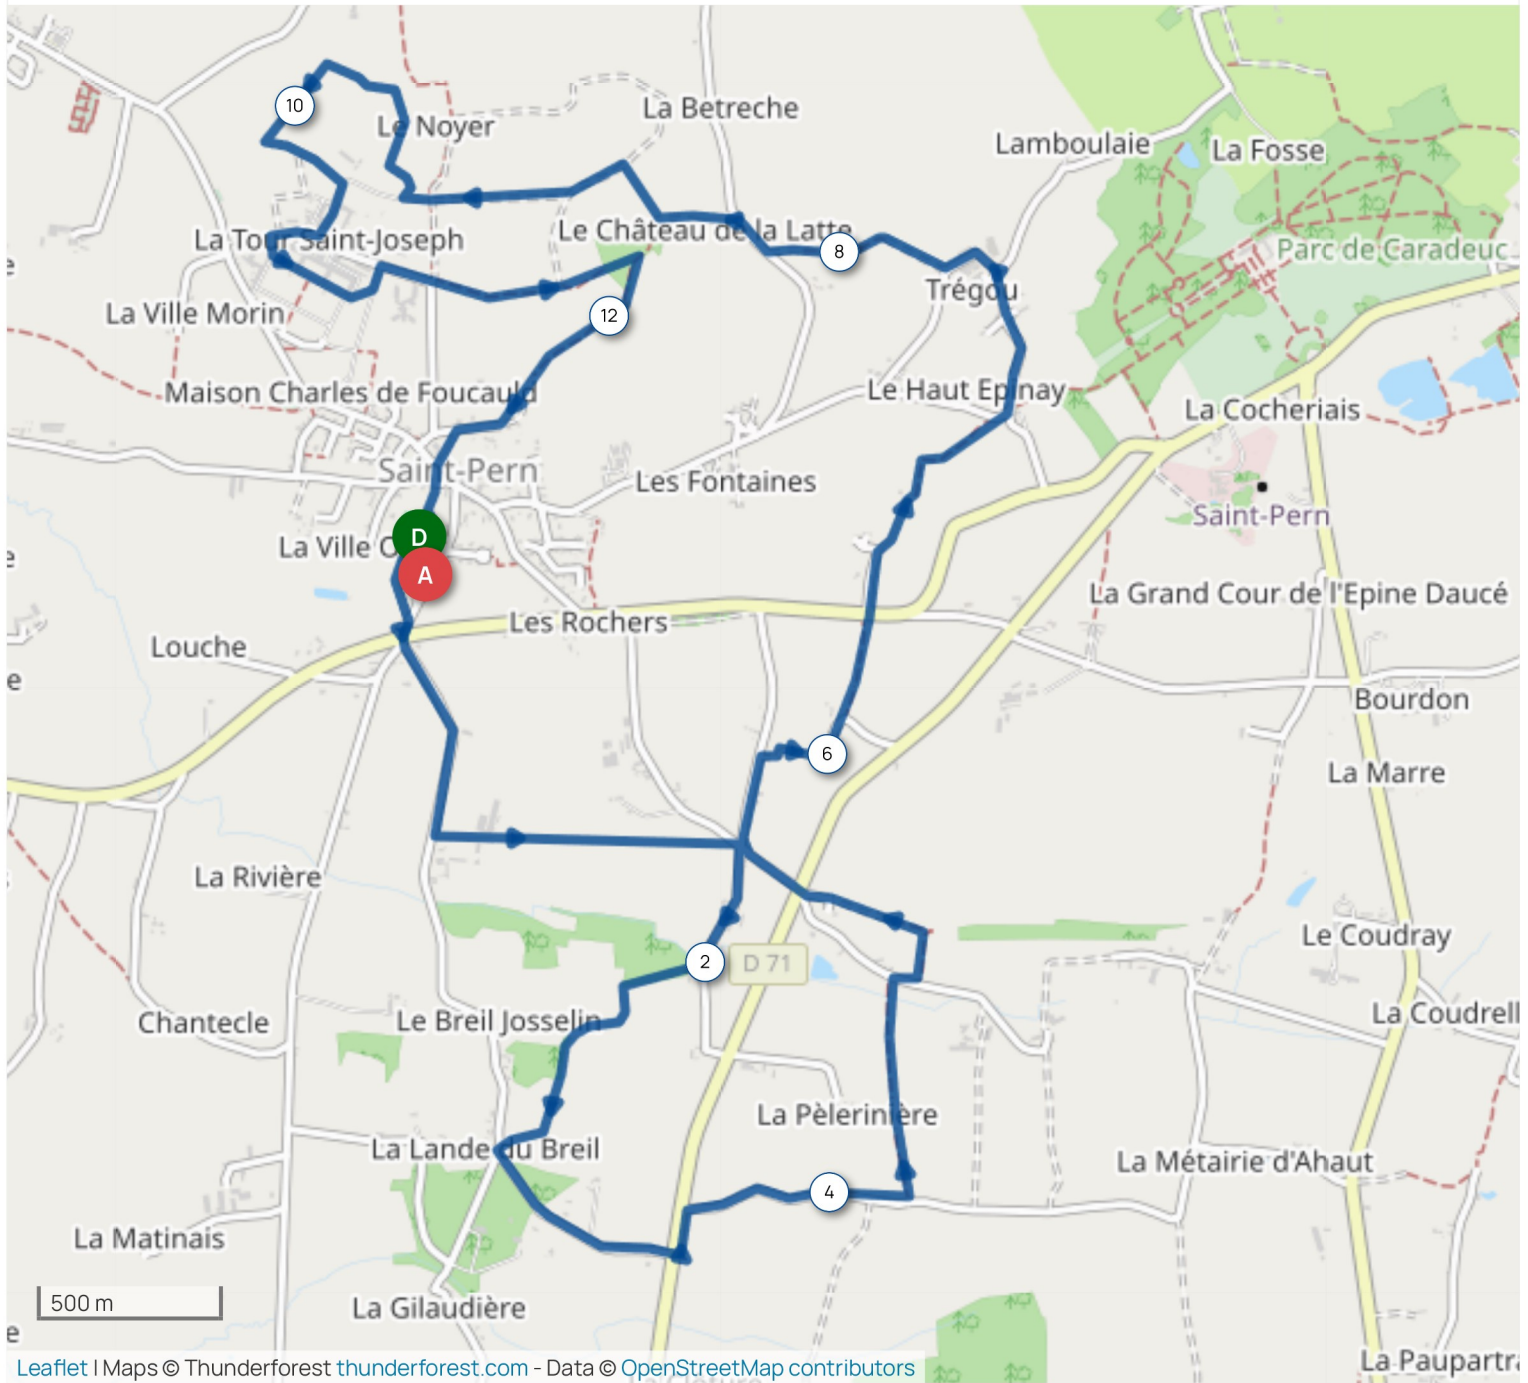 10
Le Noyer
La Betreche
Lamboulaie
La Fosse
La Tour Saint-Joseph
Le Château de la Latte
8
Parc de Caradeuc
Trégou
La Ville Morin
12
Maison Charles de Foucauld
Le Haut Epinay
La Cocheriais
Saint-Pern
Les Fontaines
Saint-Pern
D
La Ville
A
La Grand Cour de l'Epine Daucé
Les Rochers
Louche
Bourdon
6
La Marre
La Rivière
Le Coudray
2
D 71
La Coudrell
Chantecle
Le Breil Josselin
La Pèlerinière
La Lande du Breil
La Métairie d'Ahaut
4
La Matinais
500 m
La Gilaudière
La Paupartr
Leaflet | Maps © Thunderforest thunderforest.com - Data © OpenStreetMap contributors